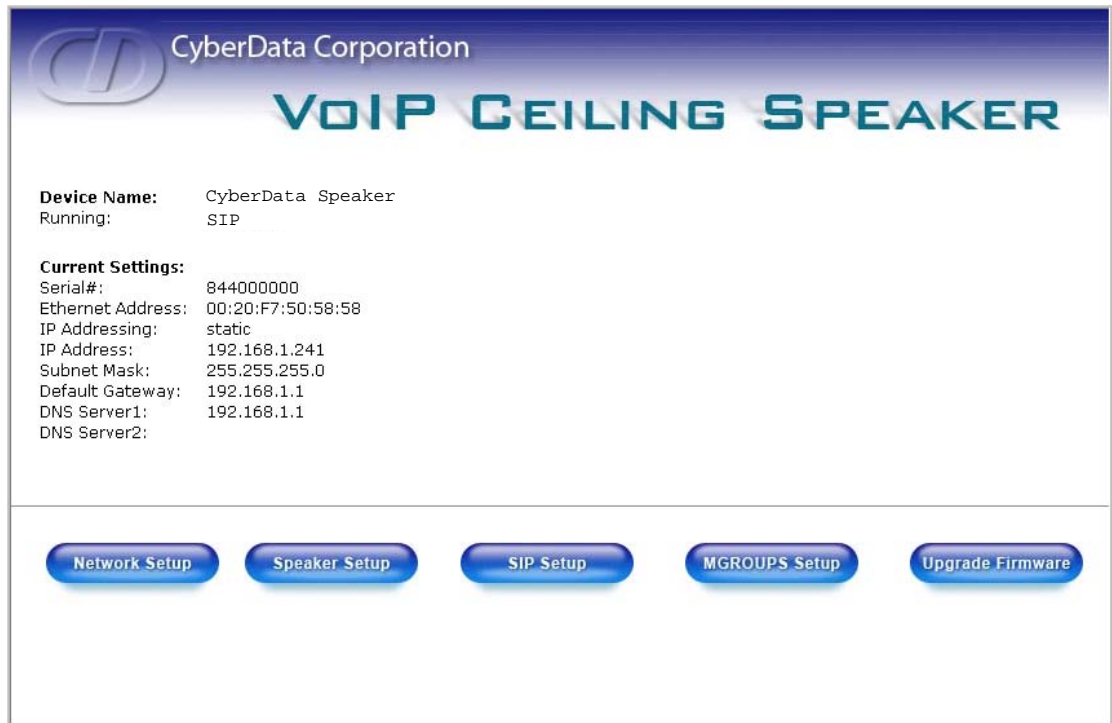 CyberData Corporation
VoIP Ceiling Speaker
Device Name: CyberData Speaker
Running: SIP
Current Settings:
Serial#: 844000000
Ethernet Address: 00:20:F7:50:58:58
IP Addressing: static
IP Address: 192.168.1.241
Subnet Mask: 255.255.255.0
Default Gateway: 192.168.1.1
DNS Server1: 192.168.1.1
DNS Server2:
Network Setup Speaker Setup SIP Setup MGROUPS Setup Upgrade Firmware